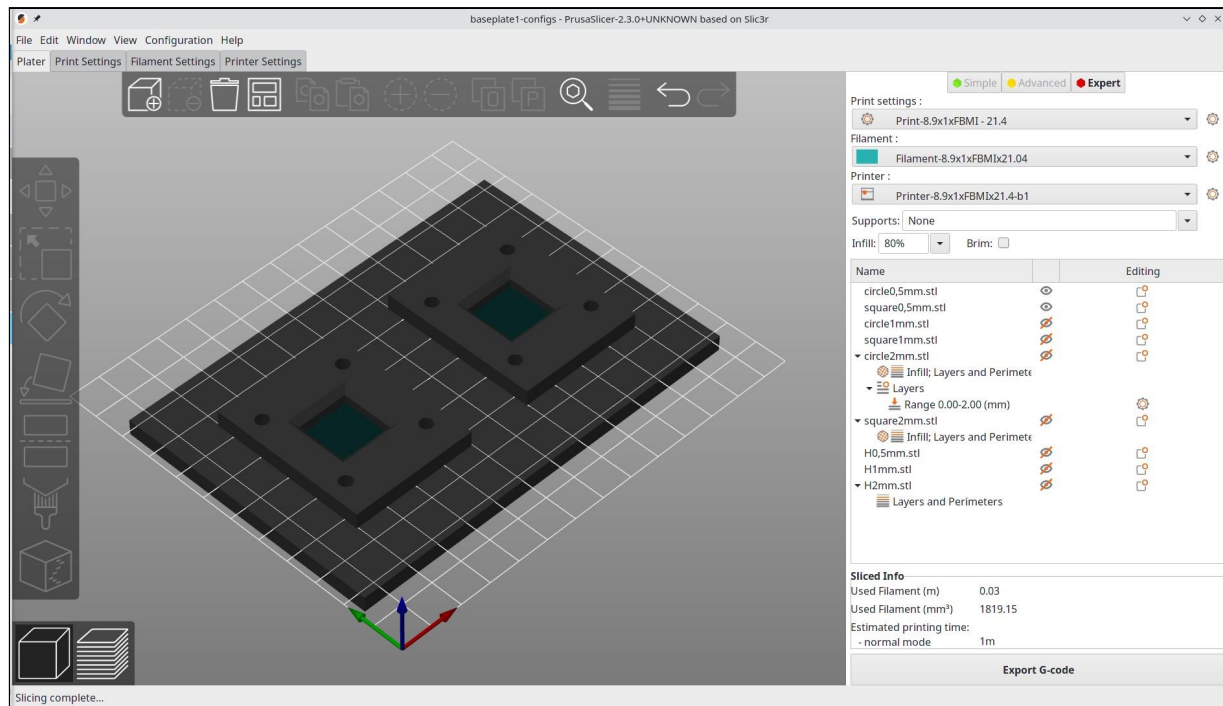 baseplate1-configs - PrusaSlicer-2.3.0+UNKNOWN based on Slic3r
File Edit Window View Configuration Help
Plater Print Settings Filament Settings Printer Settings
Simple Advanced Expert
Print settings :
Print-8.9x1xFBMI - 21.4
Filament :
Filament-8.9x1xFBMIx21.04
Printer :
Printer-8.9x1xFBMIx21.4-b1
Supports: None
Infill: 80% Brim:
Name Editing
circle0,5mm.stl
square0,5mm.stl
circle1mm.stl
square1mm.stl
circle2mm.stl
Infill; Layers and Perimete
Layers
Range 0.00-2.00 (mm)
square2mm.stl
Infill; Layers and Perimete
H0,5mm.stl
H1mm.stl
H2mm.stl
Layers and Perimeters
Sliced Info
Used Filament (m) 0.03
Used Filament (mm³) 1819.15
Estimated printing time:
- normal mode 1m
Export G-code
Slicing complete...